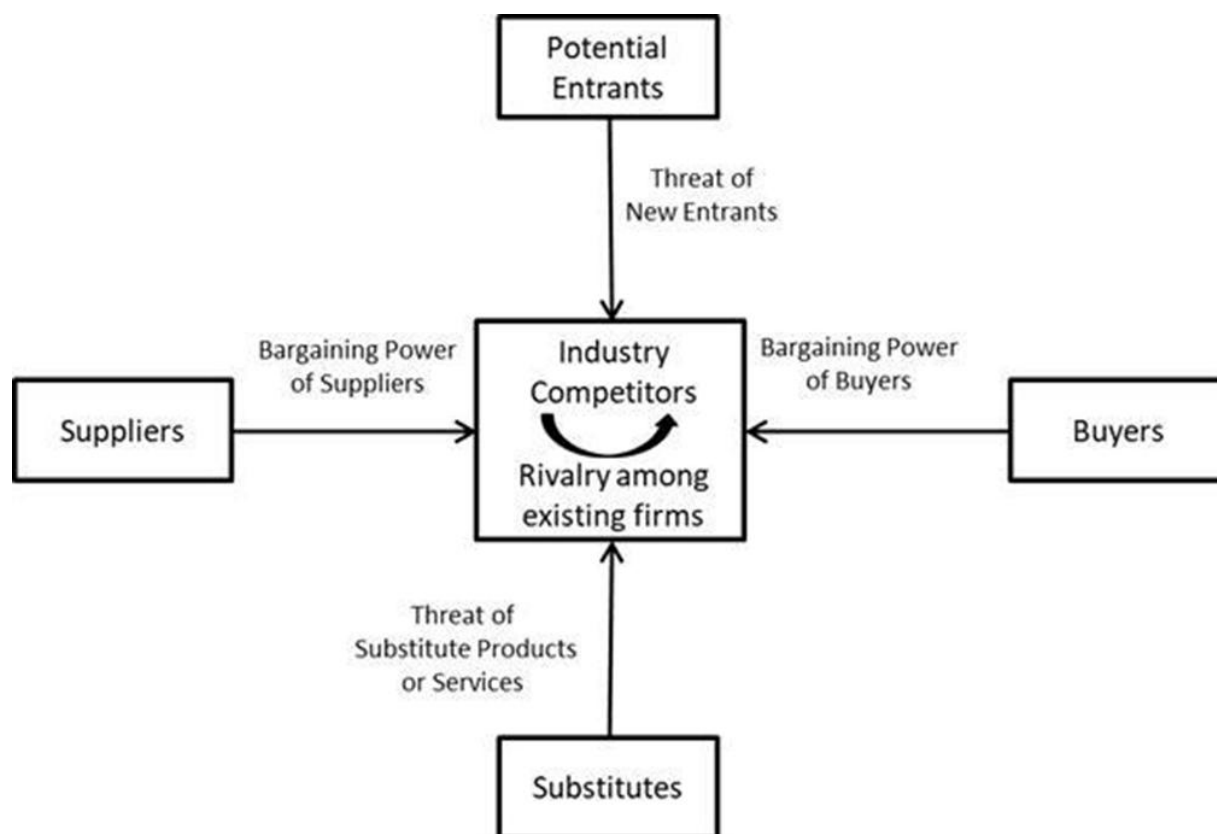 Potential
Entrants
Threat of
New Entrants
Bargaining Power
of Suppliers
Industry
Competitors
Bargaining Power
of Buyers
Suppliers
Buyers
Rivalry among
existing firms
Threat of
Substitute Products
or Services
Substitutes